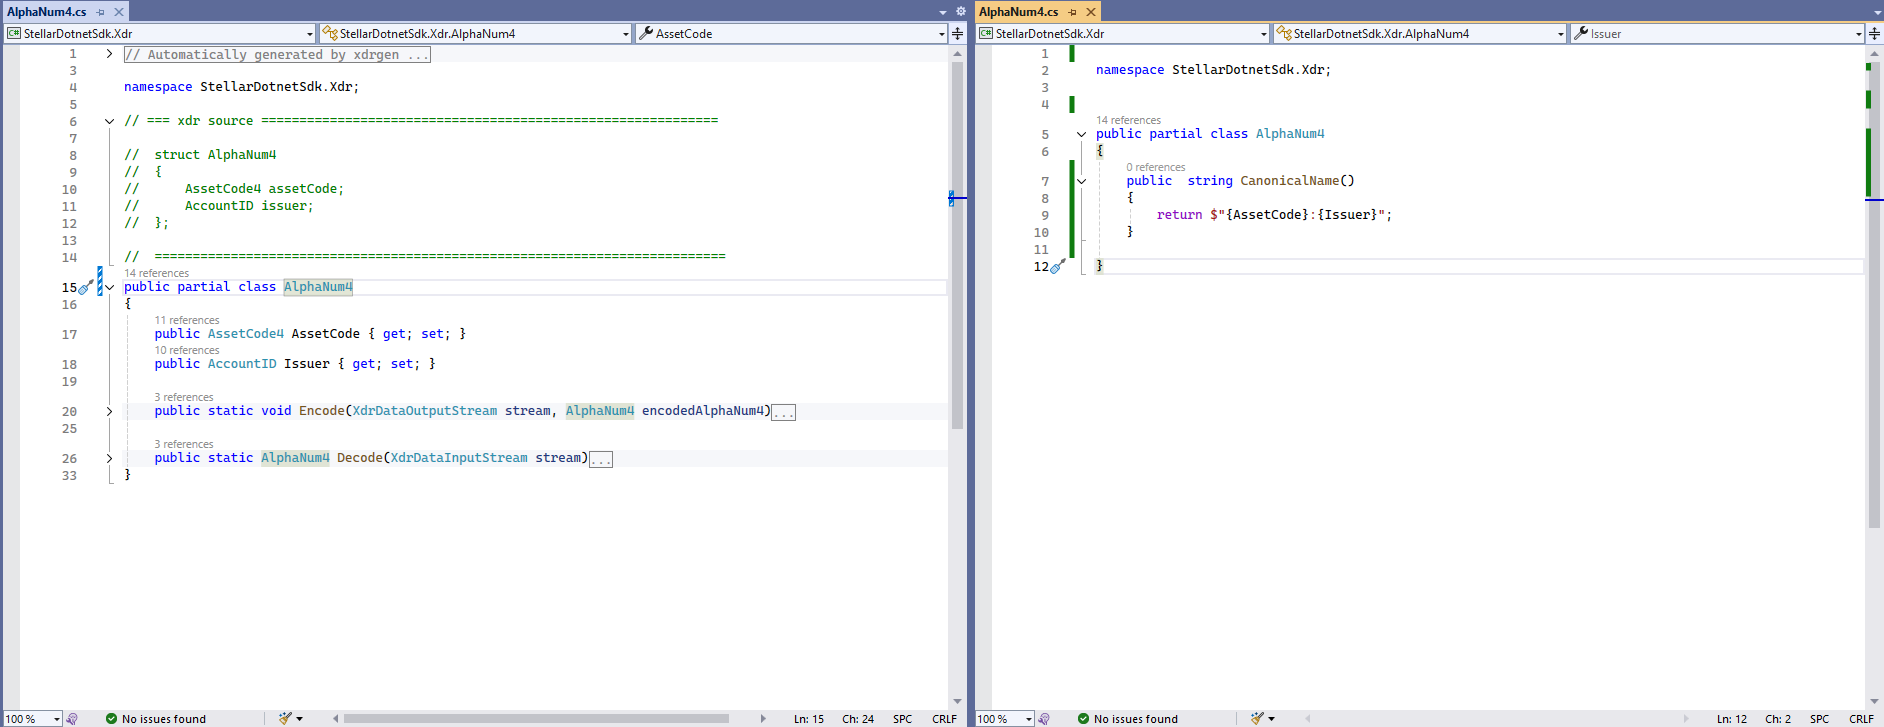 AlphaNum4.cs
C# StellarDotnetSdk.Xdr
StellarDotnetSdk.Xdr.AlphaNum4
AssetCode
1 // Automatically generated by xdrgen ...
3
4 namespace StellarDotnetSdk.Xdr;
5
6 // === xdr source ============================================================
7
8 //  struct AlphaNum4
9 //  {
10 //      AssetCode4 assetCode;
11 //      AccountID issuer;
12 //  };
13
14 //  ===========================================================================
14 references
15 public partial class AlphaNum4
16 {
11 references
17     public AssetCode4 AssetCode { get; set; }
10 references
18     public AccountID Issuer { get; set; }
19
3 references
20     public static void Encode(XdrDataOutputStream stream, AlphaNum4 encodedAlphaNum4)...
25
3 references
26     public static AlphaNum4 Decode(XdrDataInputStream stream)...
33 }
100 %
No issues found
Ln: 15
Ch: 24
SPC
CRLF
AlphaNum4.cs
C# StellarDotnetSdk.Xdr
StellarDotnetSdk.Xdr.AlphaNum4
Issuer
1
2 namespace StellarDotnetSdk.Xdr;
3
4
14 references
5 public partial class AlphaNum4
6 {
0 references
7     public  string CanonicalName()
8     {
9         return $"{AssetCode}:{Issuer}";
10     }
11
12 }
100 %
No issues found
Ln: 12
Ch: 2
SPC
CRLF